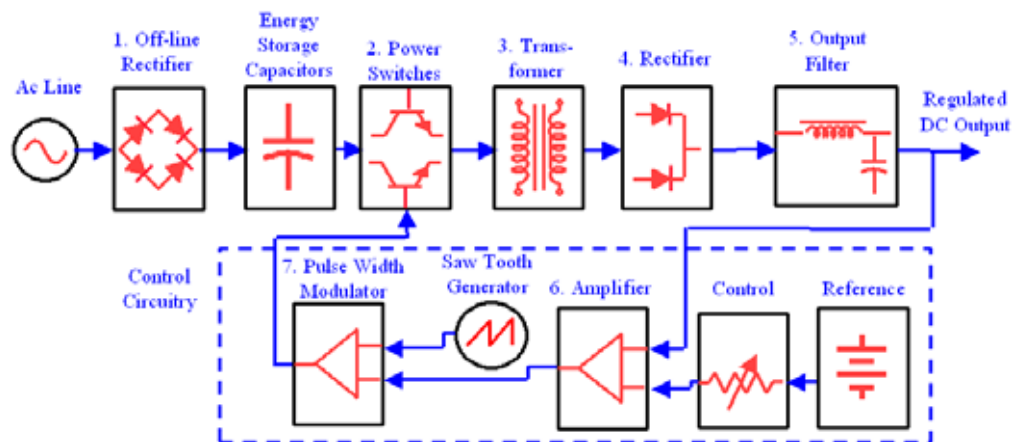 Ac Line
1. Off-line
Rectifier
Energy
Storage
Capacitors
2. Power
Switches
3. Trans-
former
4. Rectifier
5. Output
Filter
Regulated
DC Output
Control
Circuitry
7. Pulse Width
Modulator
Saw Tooth
Generator
6. Amplifier
Control
Reference